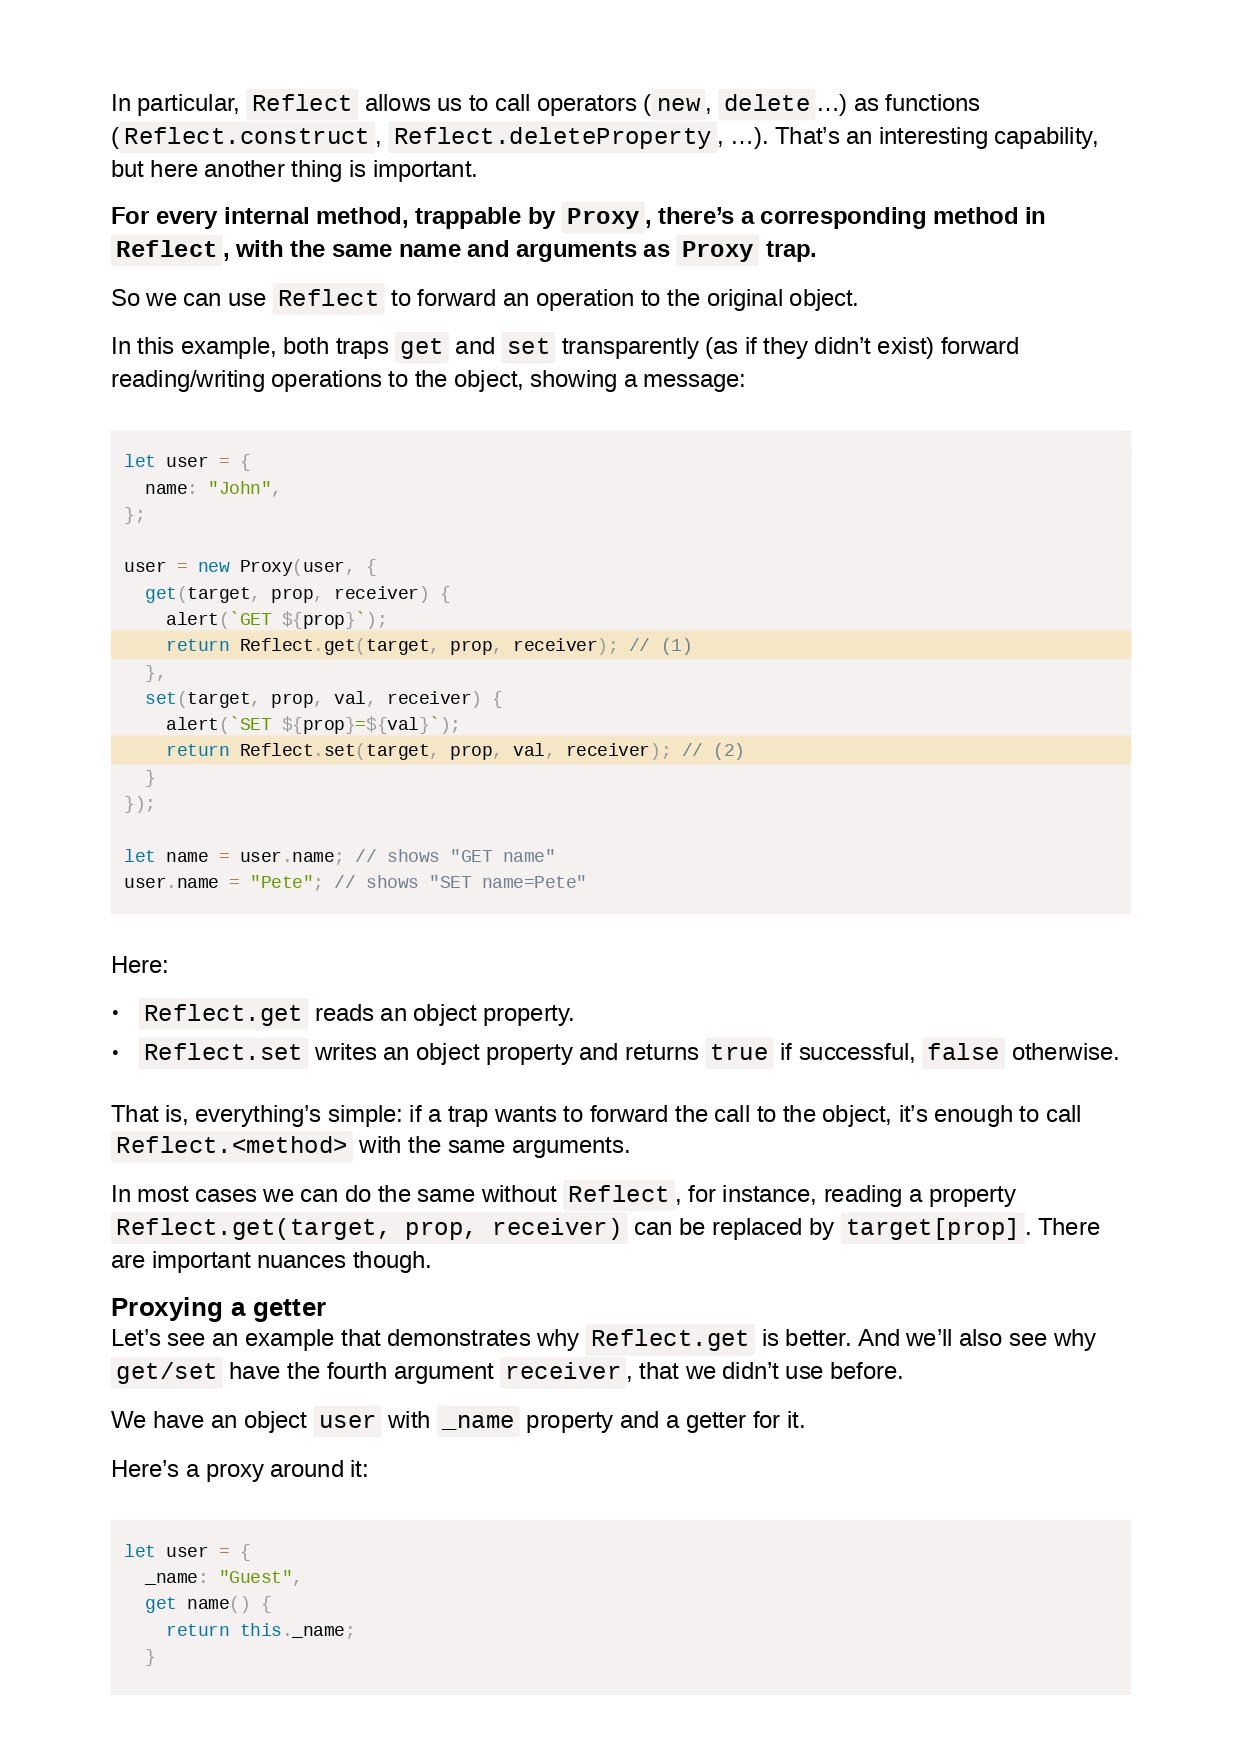 In particular, Reflect allows us to call operators (new, delete…) as functions
(Reflect.construct, Reflect.deleteProperty, …). That’s an interesting capability,
but here another thing is important.
For every internal method, trappable by Proxy, there’s a corresponding method in
Reflect, with the same name and arguments as Proxy trap.
So we can use Reflect to forward an operation to the original object.
In this example, both traps get and set transparently (as if they didn’t exist) forward
reading/writing operations to the object, showing a message:
let user = {
  name: "John",
};
user = new Proxy(user, {
  get(target, prop, receiver) {
    alert(`GET ${prop}`);
    return Reflect.get(target, prop, receiver); // (1)
  },
  set(target, prop, val, receiver) {
    alert(`SET ${prop}=${val}`);
    return Reflect.set(target, prop, val, receiver); // (2)
  }
});
let name = user.name; // shows "GET name"
user.name = "Pete"; // shows "SET name=Pete"
Here:
• Reflect.get reads an object property.
• Reflect.set writes an object property and returns true if successful, false otherwise.
That is, everything’s simple: if a trap wants to forward the call to the object, it’s enough to call
Reflect.<method> with the same arguments.
In most cases we can do the same without Reflect, for instance, reading a property
Reflect.get(target, prop, receiver) can be replaced by target[prop]. There
are important nuances though.
Proxying a getter
Let’s see an example that demonstrates why Reflect.get is better. And we’ll also see why
get/set have the fourth argument receiver, that we didn’t use before.
We have an object user with _name property and a getter for it.
Here’s a proxy around it:
let user = {
  _name: "Guest",
  get name() {
    return this._name;
  }